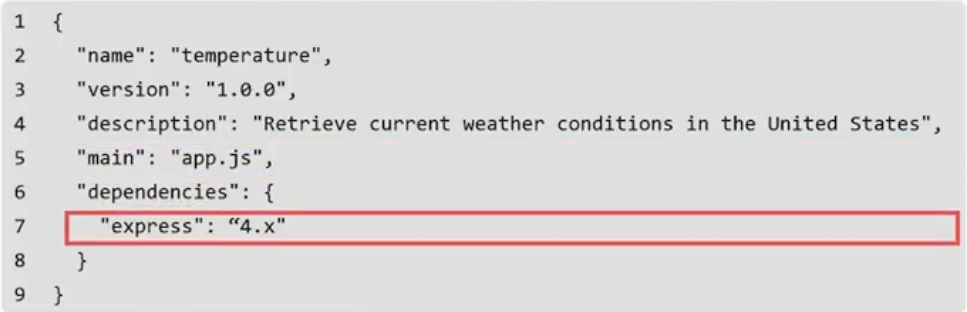 1 {
2 "name": "temperature",
3 "version": "1.0.0",
4 "description": "Retrieve current weather conditions in the United States",
5 "main": "app.js",
6 "dependencies": {
7 "express": “4.x"
8 }
9 }